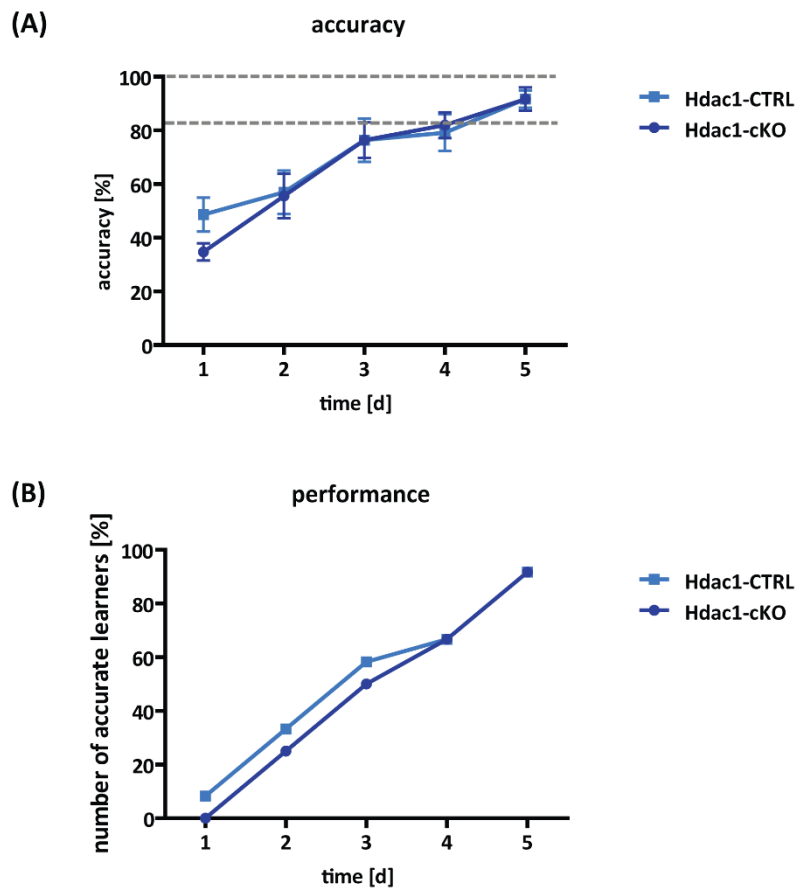 (A)
accuracy
accuracy [%]
100
80
60
40
20
0
1 2 3 4 5
time [d]
Hdac1-CTRL
Hdac1-cKO
(B)
performance
number of accurate learners [%]
100
80
60
40
20
0
1 2 3 4 5
time [d]
Hdac1-CTRL
Hdac1-cKO